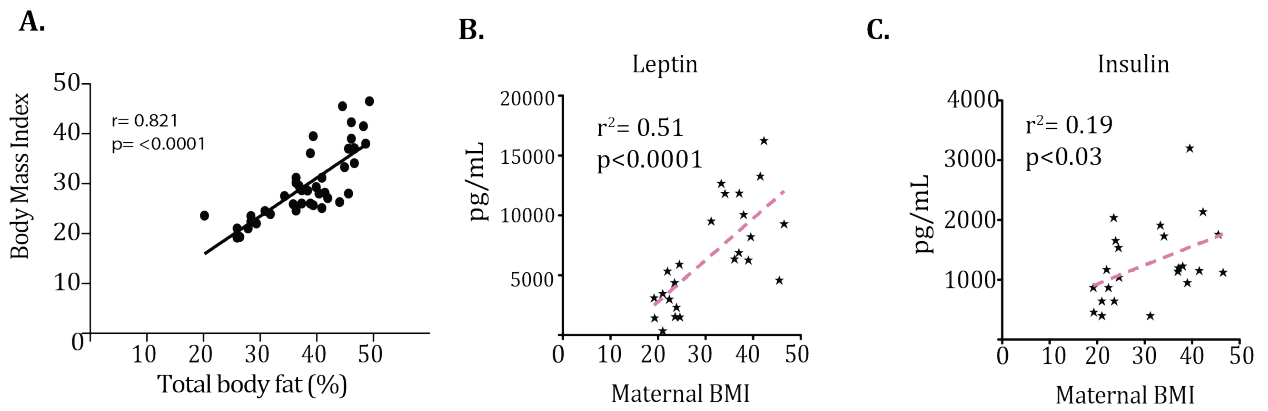 A.
Body Mass Index
50
40
30
20
10
0
r= 0.821
p= <0.0001
10 20 30 40 50
Total body fat (%)
B.
Leptin
pg/mL
20000
15000
10000
5000
r²= 0.51
p<0.0001
0 10 20 30 40 50
Maternal BMI
C.
Insulin
pg/mL
4000
3000
2000
1000
r²= 0.19
p<0.03
0 10 20 30 40 50
Maternal BMI